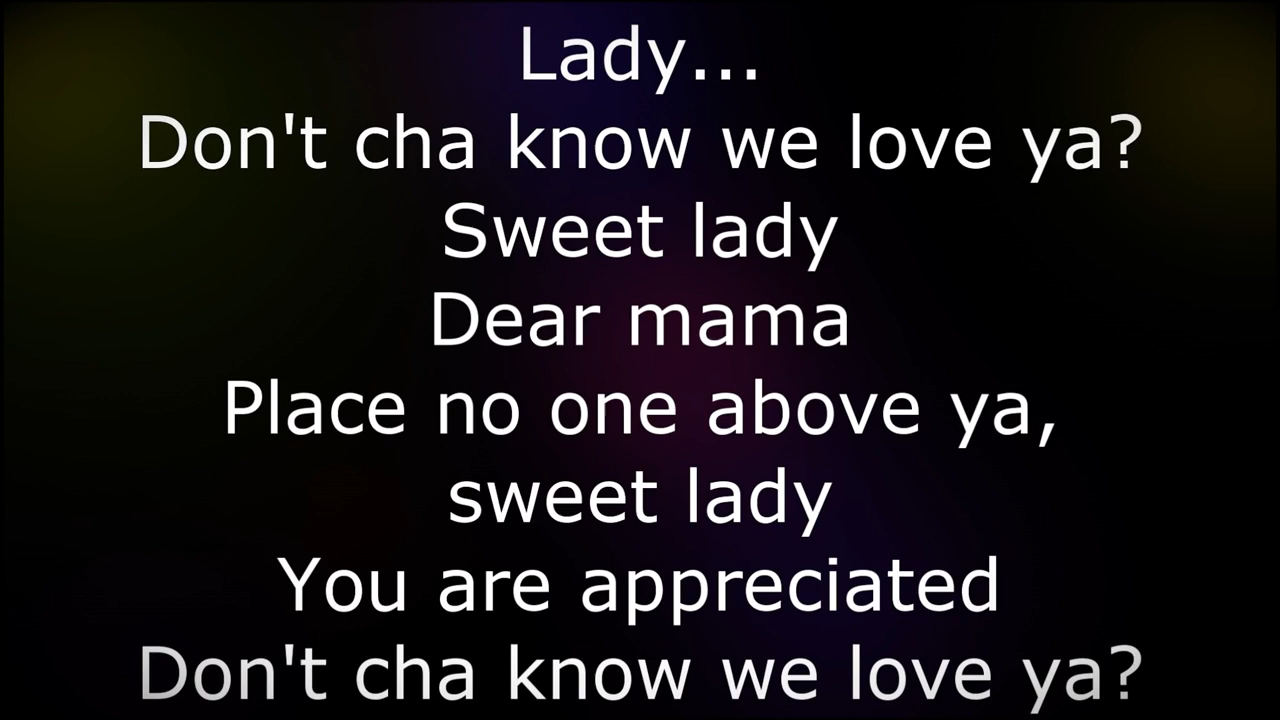 Lady...
Don't cha know we love ya?
Sweet lady
Dear mama
Place no one above ya,
sweet lady
You are appreciated
Don't cha know we love ya?